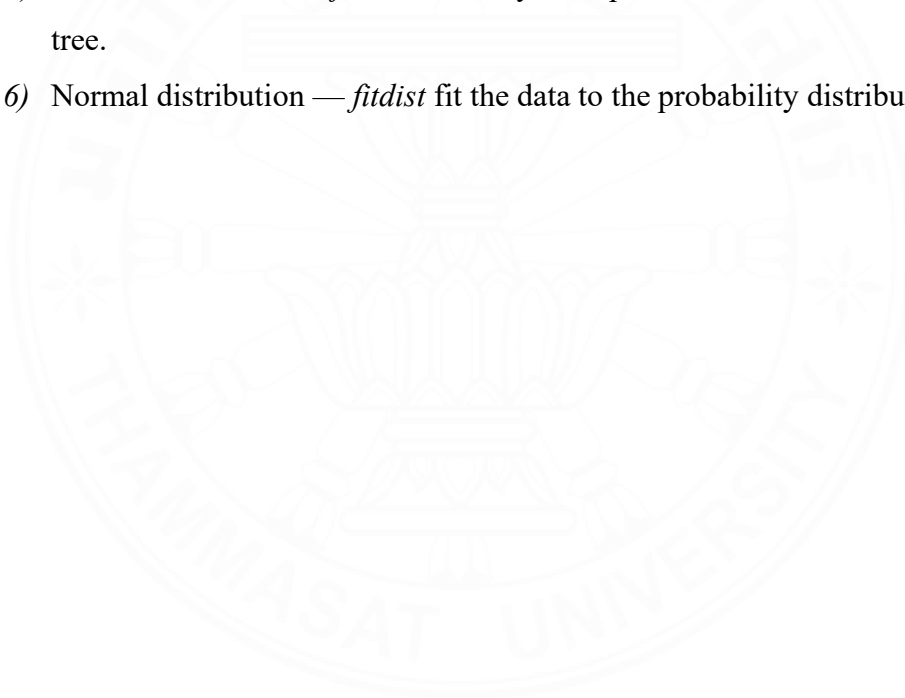 tree.
6) Normal distribution — fitdist fit the data to the probability distribu
THAMMASAT UNIVERSITY